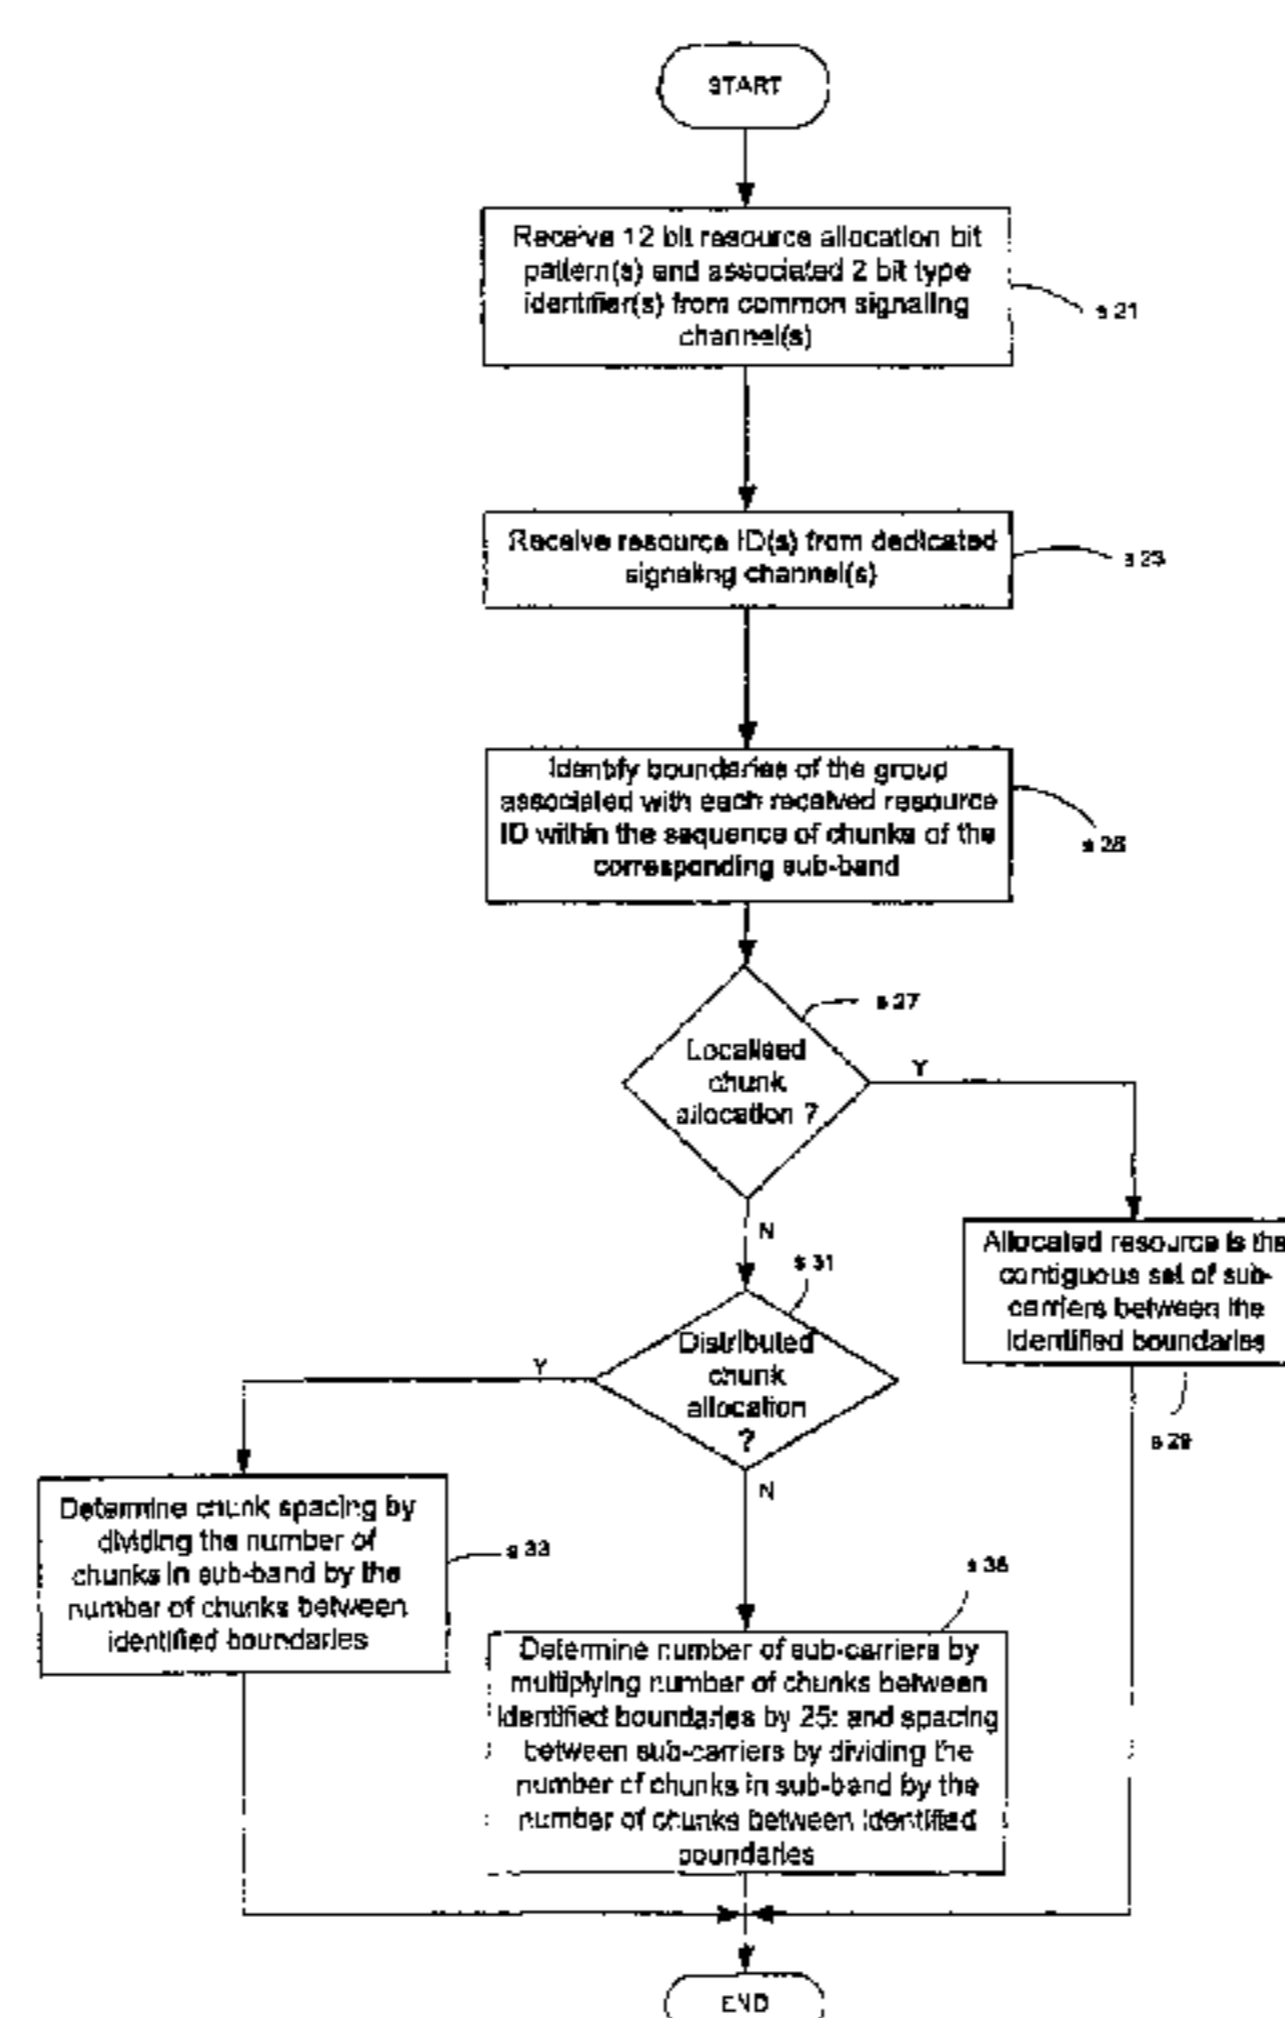 START
Receive 12 bit resource allocation bit
pattern(s) and associated 2 bit type
identifier(s) from common signaling
channel(s)
s 21
Receive resource ID(s) from dedicated
signaling channel(s)
s 23
Identify boundaries of the group
associated with each received resource
ID within the sequence of chunks of the
corresponding sub-band
s 25
s 27
Localised
chunk
allocation ?
Y
N
Allocated resource is the
contiguous set of sub-
carriers between the
identified boundaries
s 29
s 31
Distributed
chunk
allocation
?
Y
N
Determine chunk spacing by
dividing the number of
chunks in sub-band by the
number of chunks between
identified boundaries
s 33
s 35
Determine number of sub-carriers by
multiplying number of chunks between
identified boundaries by 25: and spacing
between sub-carriers by dividing the
number of chunks in sub-band by the
number of chunks between identified
boundaries
END